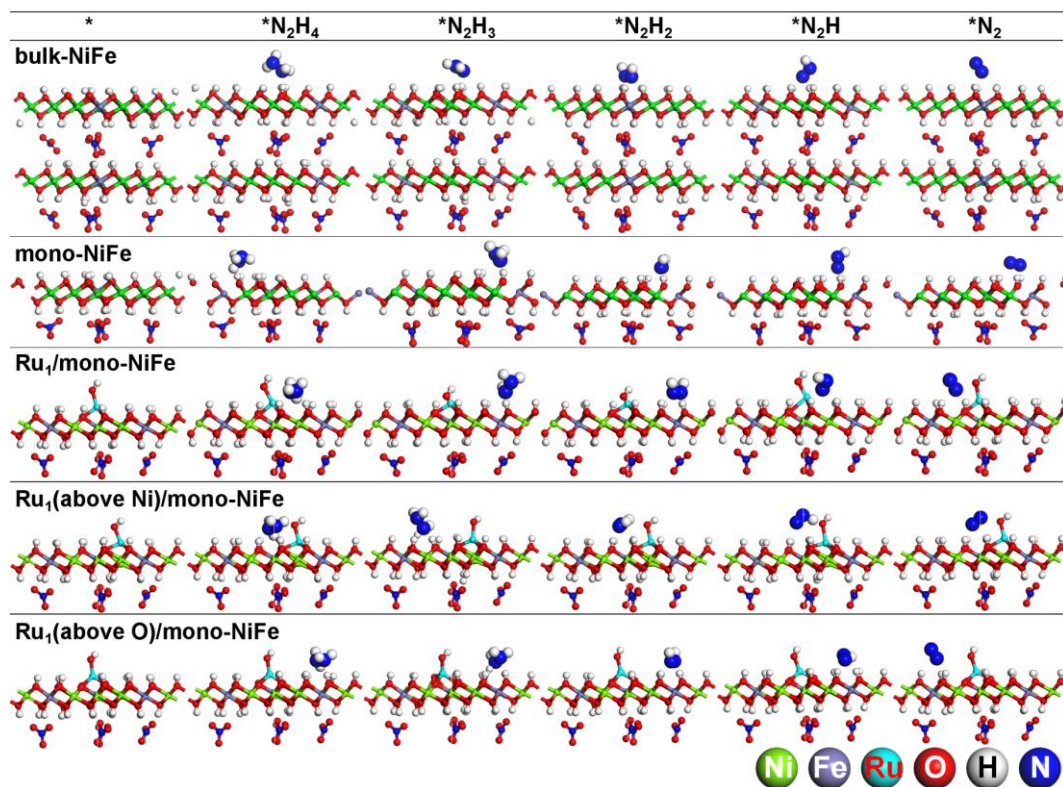 * *N₂H₄ *N₂H₃ *N₂H₂ *N₂H *N₂
bulk-NiFe
mono-NiFe
Ru₁/mono-NiFe
Ru₁(above Ni)/mono-NiFe
Ru₁(above O)/mono-NiFe
Ni Fe Ru O H N